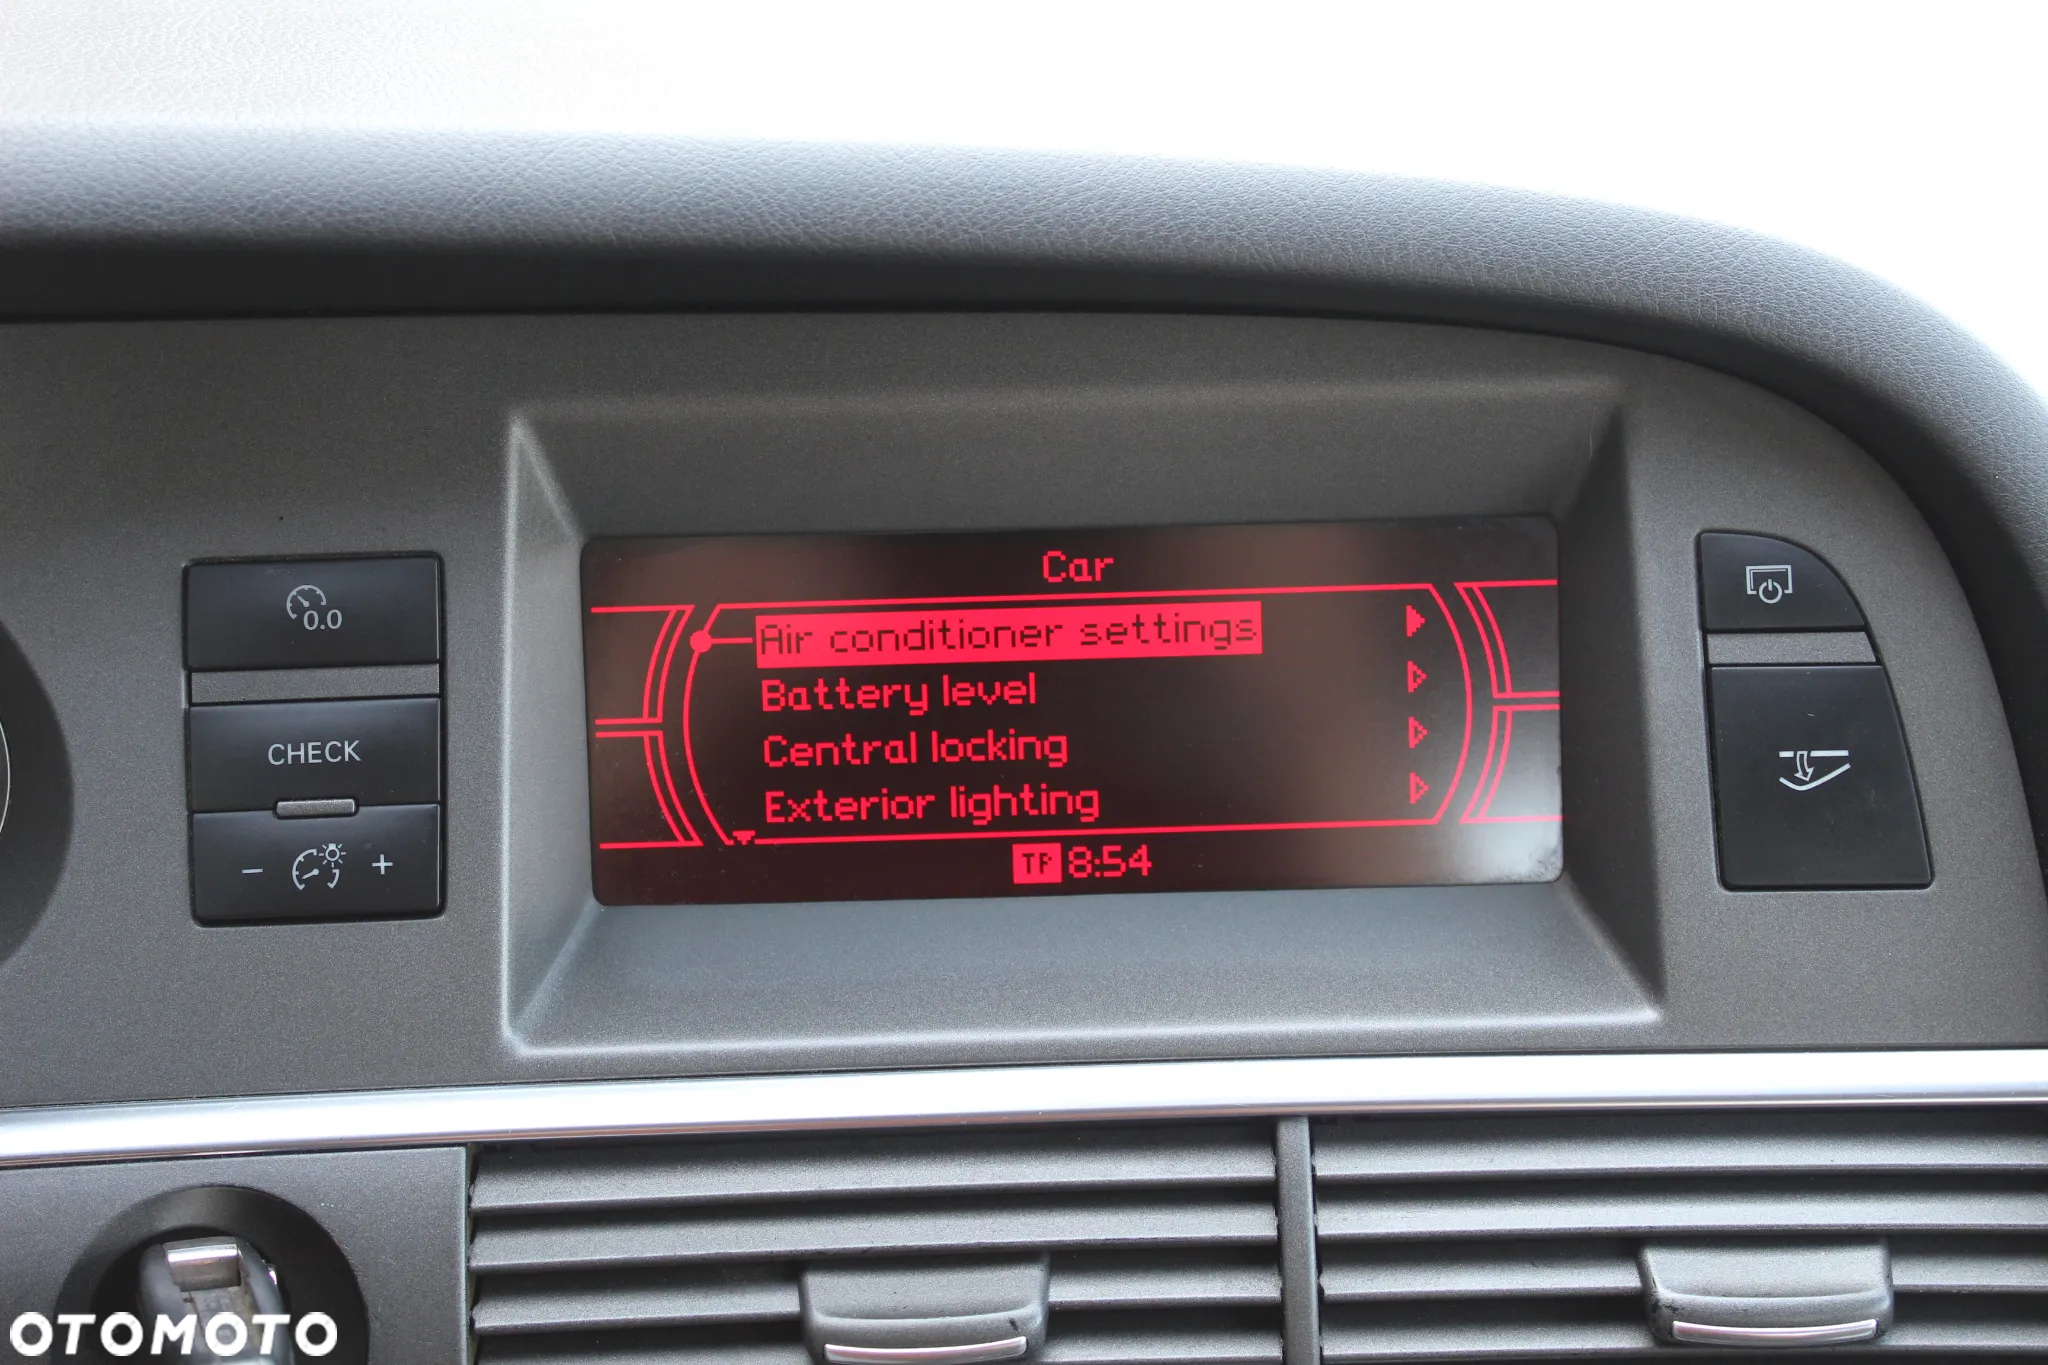 Car
Air conditioner settings
Battery level
Central locking
Exterior lighting
TP 8:54
0.0
CHECK
- +
OTOMOTO